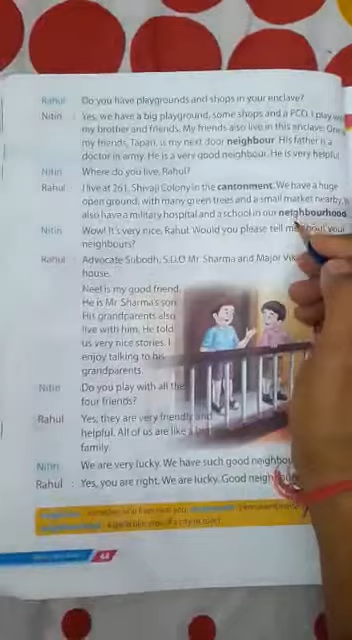 Rahul : Do you have playgrounds and shops in your enclave?
Nitin : Yes, we have a big playground, some shops and a PCO. I play with
my brother and friends. My friends also live in this enclave. One
my friends, Tapan, is my next door neighbour. His father is a
doctor in army. He is a very good neighbour. He is very helpful
Nitin : Where do you live, Rahul?
Rahul : I live at 261, Shivaji Colony in the cantonment. We have a huge
open ground, with many green trees and a small market nearby.
also have a military hospital and a school in our neighbourhood
Nitin : Wow! It's very nice, Rahul. Would you please tell me about your
neighbours?
Rahul : Advocate Subodh, S.D.O Mr Sharma and Major
house.
Neel is my good friend.
He is Mr Sharma's son.
His grandparents also
live with him. He told
us very nice stories. I
enjoy talking to his
grandparents.
Nitin : Do you play with all the
four friends?
Rahul : Yes, they are very friendly and
helpful. All of us are like a
family.
Nitin : We are very lucky. We have such good
Rahul : Yes, you are right. We are lucky. Good